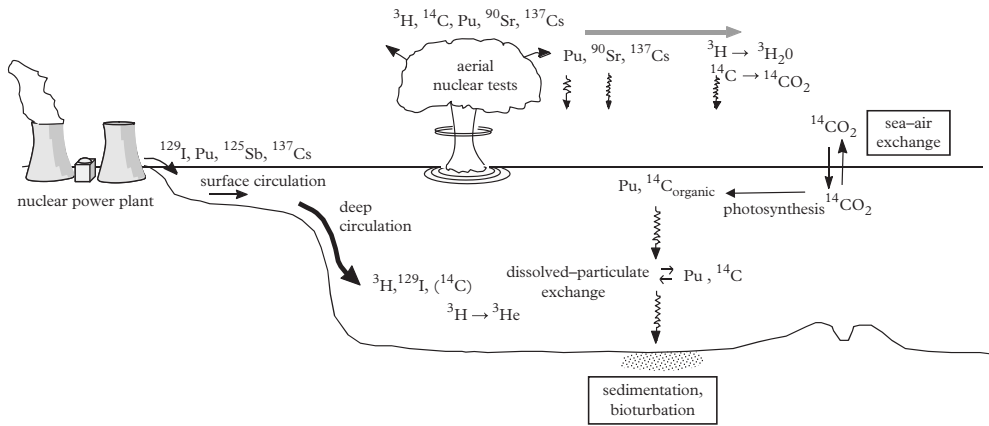 ³H, ¹⁴C, Pu, ⁹⁰Sr, ¹³⁷Cs
aerial
nuclear tests
Pu, ⁹⁰Sr, ¹³⁷Cs
³H → ³H₂0
¹⁴C → ¹⁴CO₂
¹⁴CO₂
sea–air
exchange
¹²⁹I, Pu, ¹²⁵Sb, ¹³⁷Cs
surface circulation
nuclear power plant
Pu, ¹⁴C_organic
photosynthesis
¹⁴CO₂
deep
circulation
³H,¹²⁹I, (¹⁴C)
³H → ³He
dissolved–particulate
exchange
Pu , ¹⁴C
sedimentation,
bioturbation